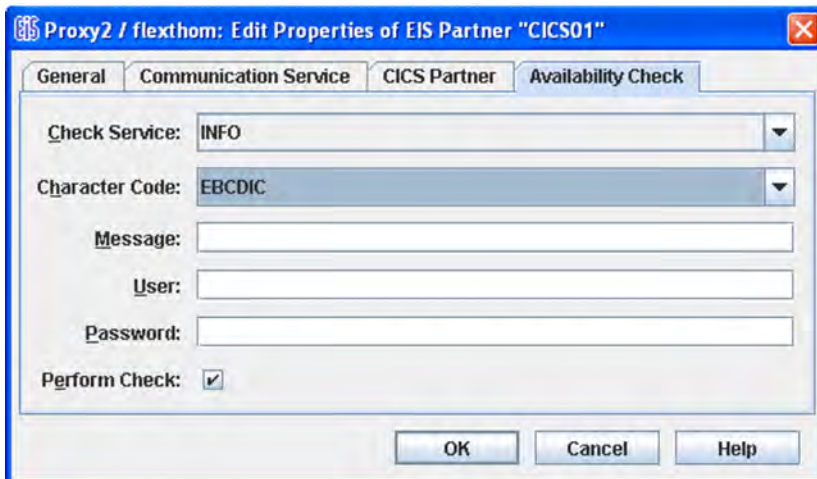 EIS Proxy2 / flexthom: Edit Properties of EIS Partner "CICS01"
General Communication Service CICS Partner Availability Check
Check Service: INFO
Character Code: EBCDIC
Message:
User:
Password:
Perform Check:
OK Cancel Help